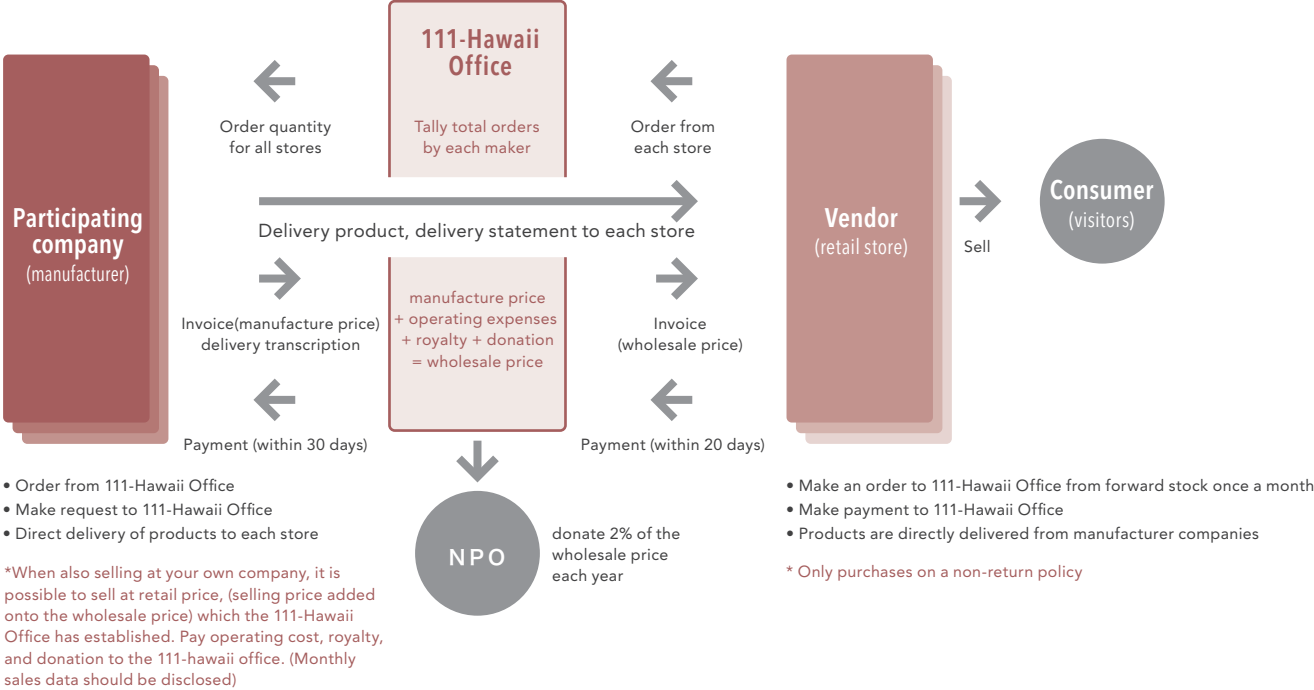 111-Hawaii
Office
Tally total orders
by each maker
Order quantity
for all stores
Order from
each store
Participating
company
(manufacturer)
Delivery product, delivery statement to each store
Vendor
(retail store)
Sell
Consumer
(visitors)
Invoice(manufacture price)
delivery transcription
manufacture price
+ operating expenses
+ royalty + donation
= wholesale price
Invoice
(wholesale price)
Payment (within 30 days)
Payment (within 20 days)
NPO
donate 2% of the
wholesale price
each year
• Order from 111-Hawaii Office
• Make request to 111-Hawaii Office
• Direct delivery of products to each store
*When also selling at your own company, it is
possible to sell at retail price, (selling price added
onto the wholesale price) which the 111-Hawaii
Office has established. Pay operating cost, royalty,
and donation to the 111-hawaii office. (Monthly
sales data should be disclosed)
• Make an order to 111-Hawaii Office from forward stock once a month
• Make payment to 111-Hawaii Office
• Products are directly delivered from manufacturer companies
* Only purchases on a non-return policy